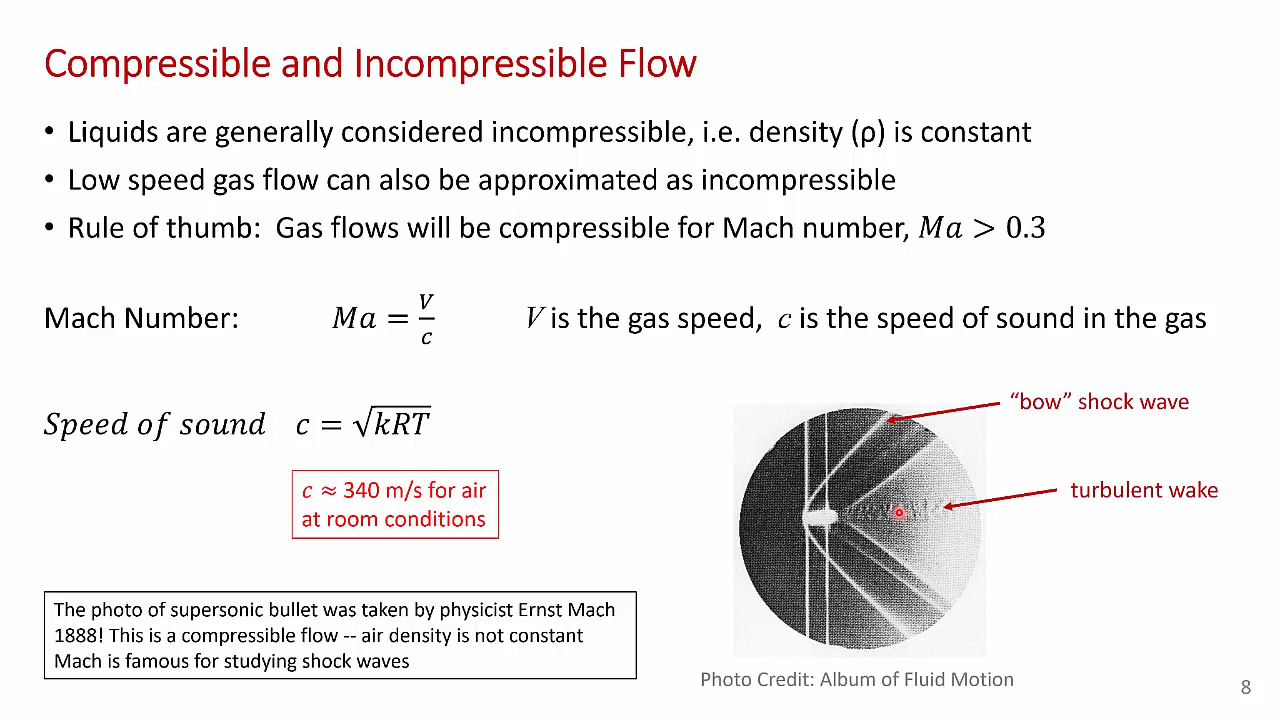 Compressible and Incompressible Flow
• Liquids are generally considered incompressible, i.e. density (ρ) is constant
• Low speed gas flow can also be approximated as incompressible
• Rule of thumb:  Gas flows will be compressible for Mach number, Ma > 0.3
Mach Number: Ma = V/c V is the gas speed,  c is the speed of sound in the gas
Speed of sound c = √kRT
c ≈ 340 m/s for air
at room conditions
“bow” shock wave
turbulent wake
The photo of supersonic bullet was taken by physicist Ernst Mach
1888! This is a compressible flow -- air density is not constant
Mach is famous for studying shock waves
Photo Credit: Album of Fluid Motion
8